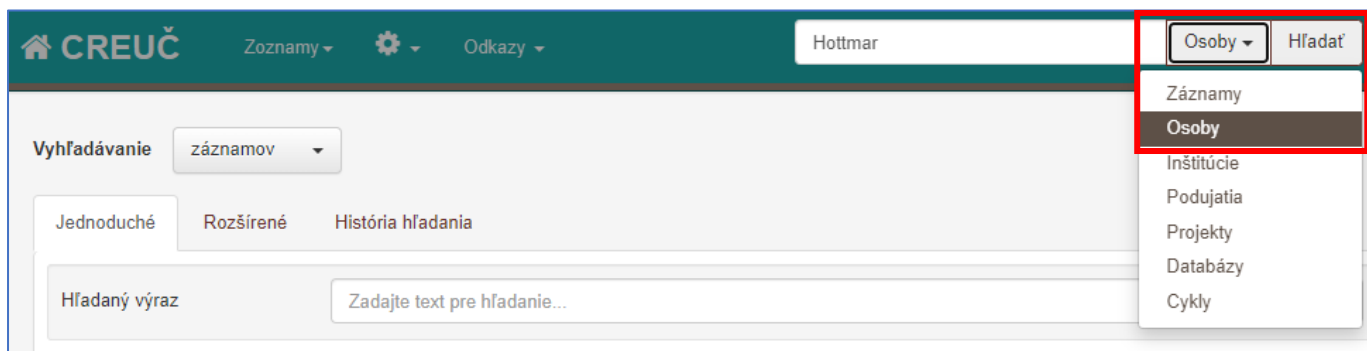 CREUČ Zoznamy Odkazy Hottmar Osoby Hľadať
Záznamy
Osoby
Inštitúcie
Podujatia
Projekty
Databázy
Cykly
Vyhľadávanie záznamov
Jednoduché Rozšírené História hľadania
Hľadaný výraz Zadajte text pre hľadanie...